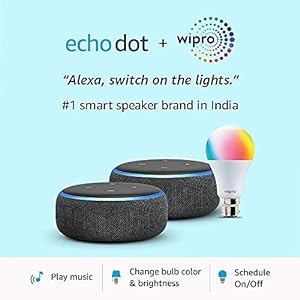 echo dot + wipro
“Alexa, switch on the lights.”
#1 smart speaker brand in India
wipro
Play music
Change bulb color
& brightness
Schedule
On/Off